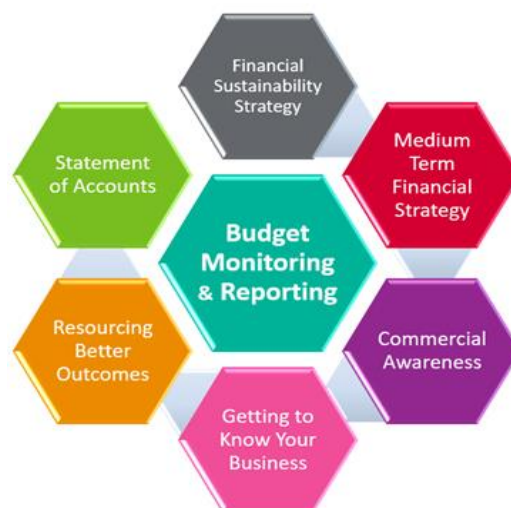 Financial
Sustainability
Strategy
Medium
Term
Financial
Strategy
Commercial
Awareness
Getting to
Know Your
Business
Resourcing
Better
Outcomes
Statement
of Accounts
Budget
Monitoring
& Reporting